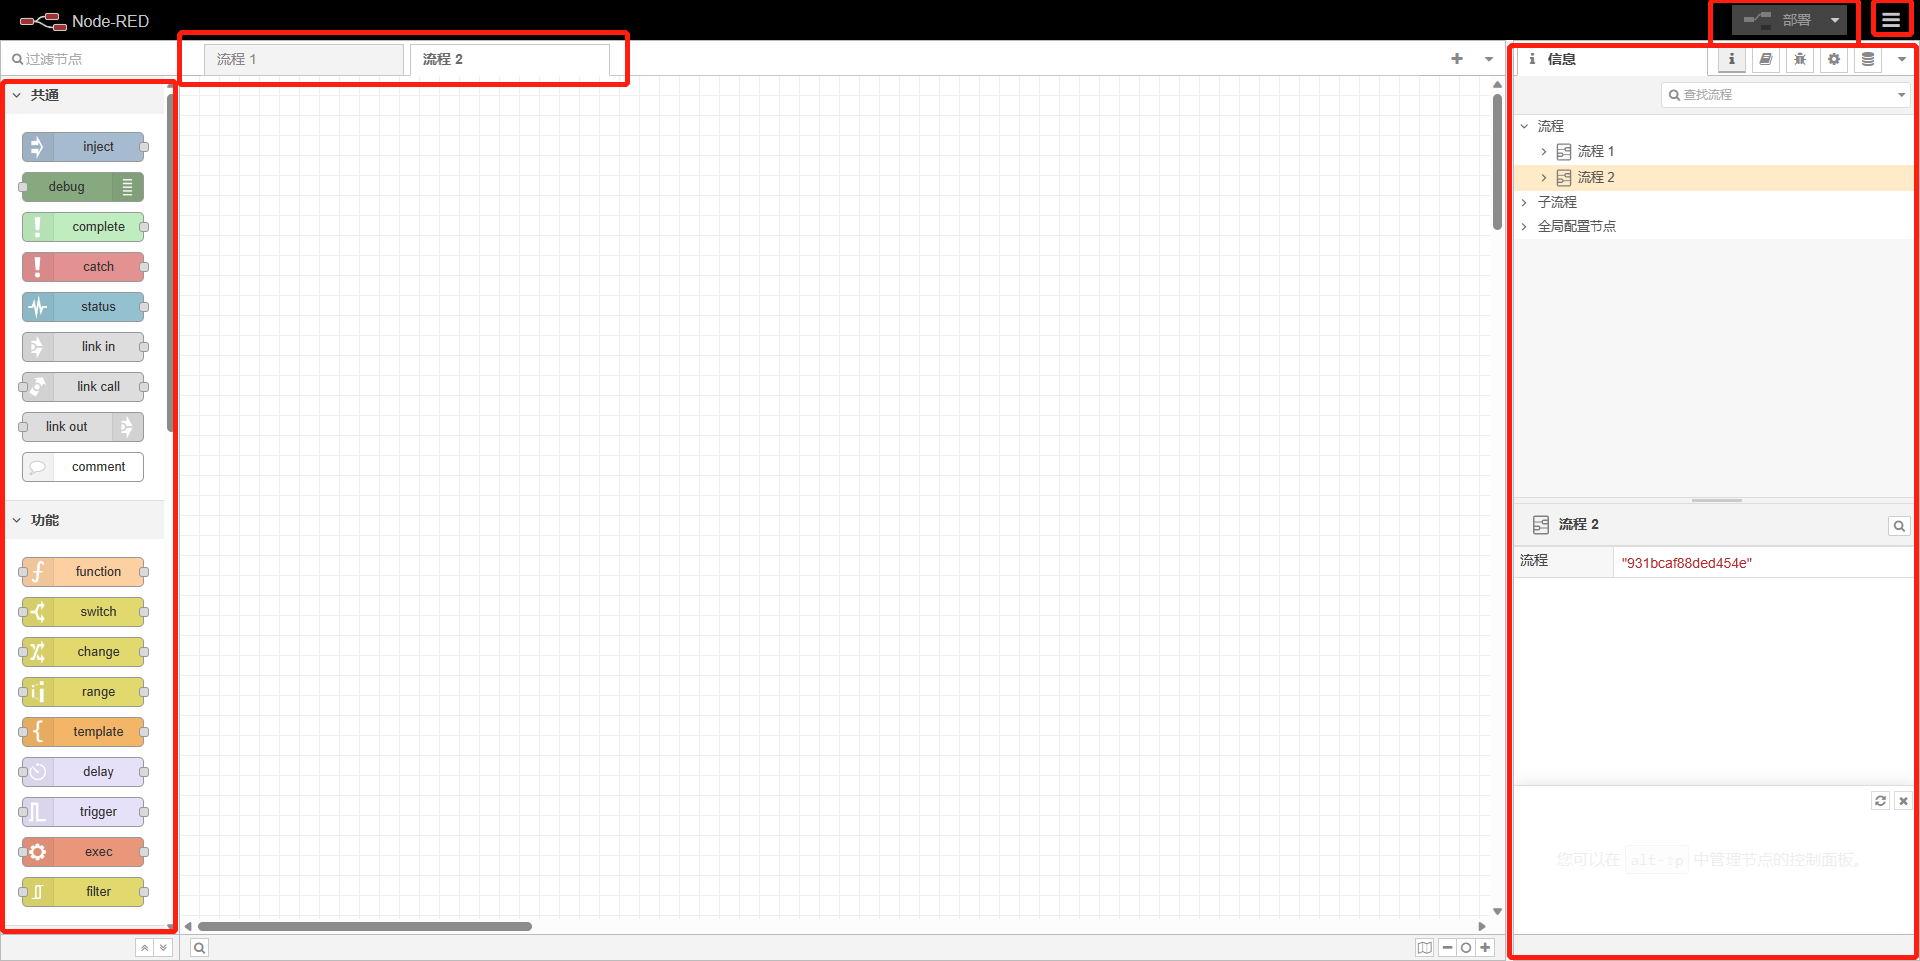 Node-RED
部署
过滤节点
流程 1
流程 2
信息
共通
查找流程
inject
debug
complete
catch
status
link in
link call
link out
comment
功能
function
switch
change
range
template
delay
trigger
exec
filter
流程
流程 1
流程 2
子流程
全局配置节点
流程 2
流程 "931bcaf88ded454e"
您可以在 alt-⇧p 中管理节点的控制面板。